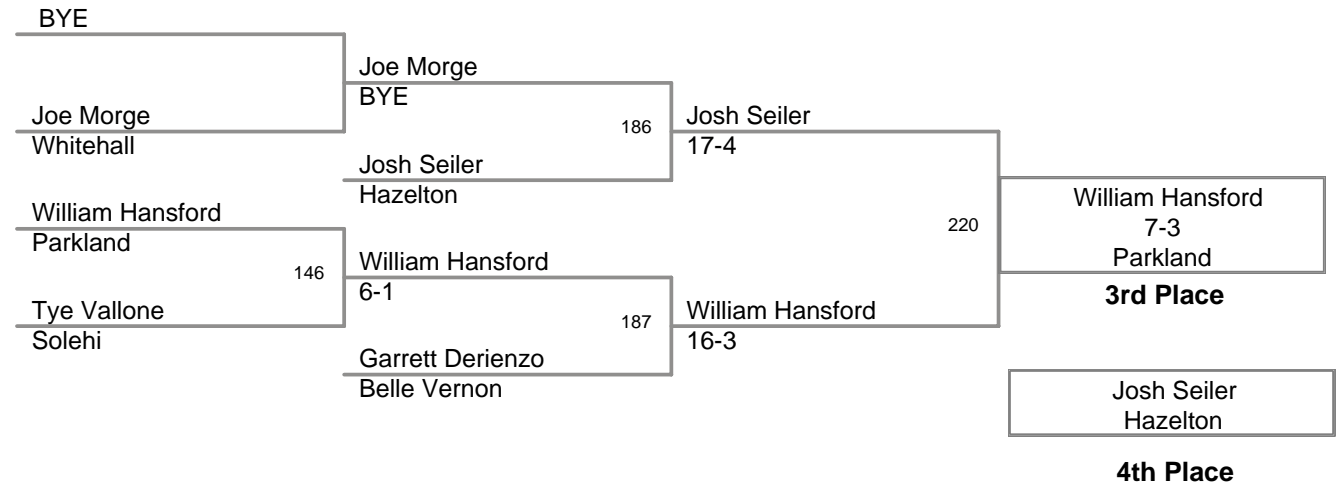 BYE
Joe Morge
Whitehall
William Hansford
Parkland
146
Tye Vallone
Solehi
Joe Morge
BYE
186
Josh Seiler
Hazelton
William Hansford
6-1
187
Garrett Derienzo
Belle Vernon
Josh Seiler
17-4
220
William Hansford
16-3
William Hansford
7-3
Parkland
3rd Place
Josh Seiler
Hazelton
4th Place